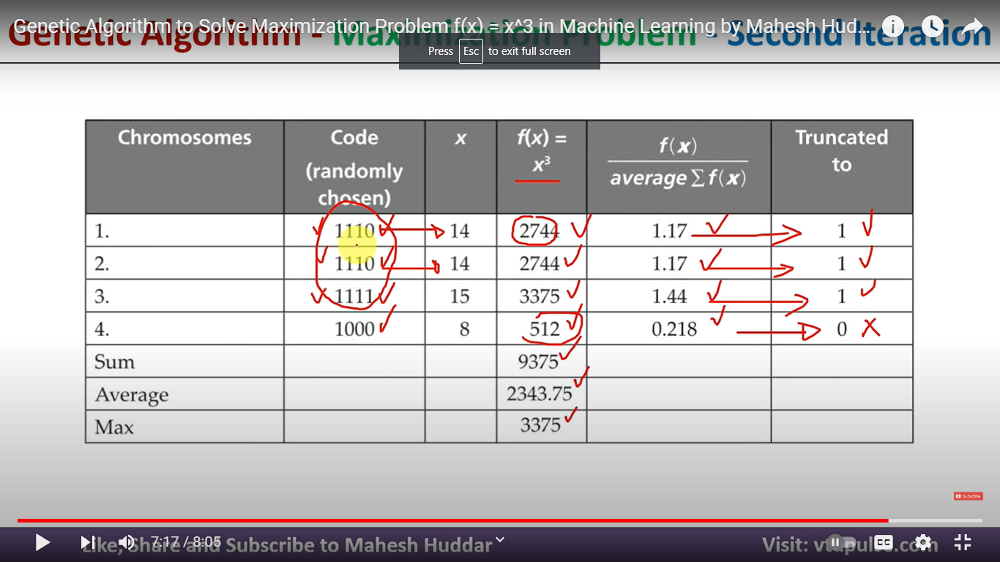 Genetic Algorithm to Solve Maximization Problem f(x) = x^3 in Machine Learning by Mahesh Hud...
Genetic Algorithm - Maximization Problem - Second Iteration
Press Esc to exit full screen
Chromosomes Code (randomly chosen) x f(x) = x³ f(x) / average ∑ f(x) Truncated to
1. 1110 14 2744 1.17 1
2. 1110 14 2744 1.17 1
3. 1111 15 3375 1.44 1
4. 1000 8 512 0.218 0
Sum 9375
Average 2343.75
Max 3375
Subscribe
7:17 / 8:05 CC
Like, Share and Subscribe to Mahesh Huddar Visit: vtupulse.com